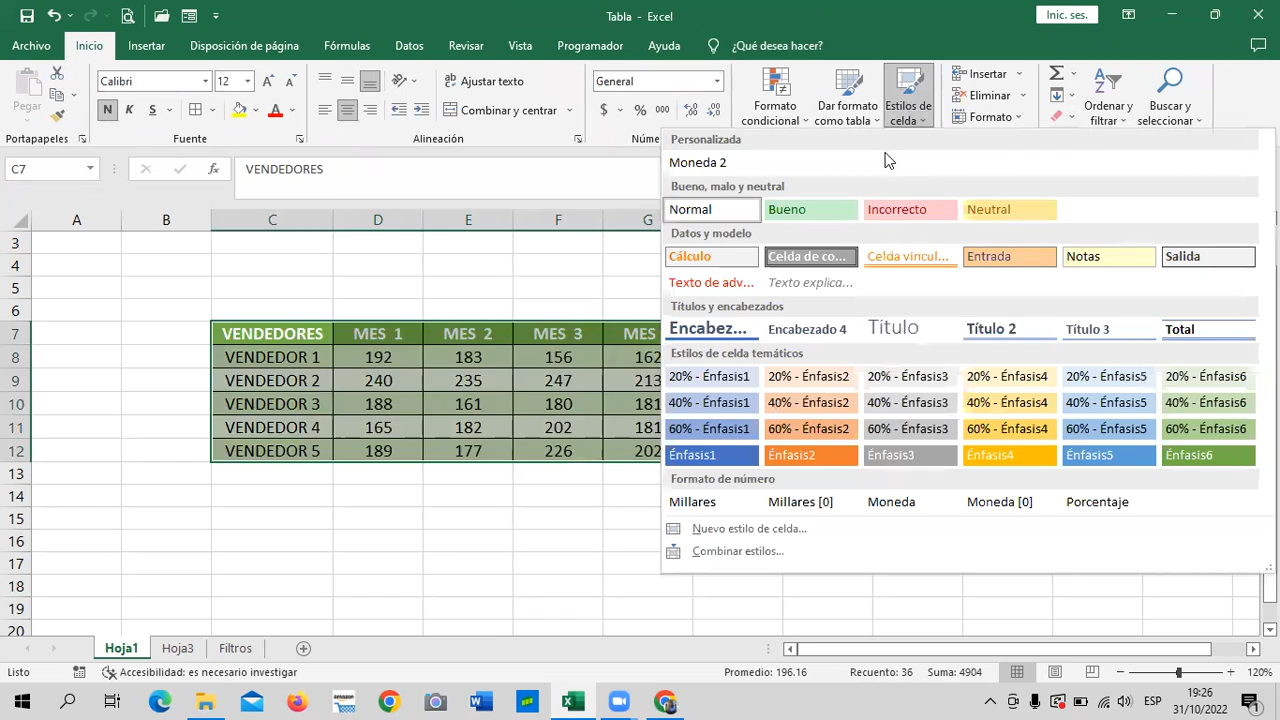 Tabla - Excel
Inic. ses.
Archivo Inicio Insertar Disposición de página Fórmulas Datos Revisar Vista Programador Ayuda ¿Qué desea hacer?
Calibri 12 Ajustar texto General Insertar
Pegar N K S Combinar y centrar $ % 000 Formato condicional Dar formato como tabla Estilos de celda Eliminar Ordenar y filtrar Buscar y seleccionar
Formato
Portapapeles Fuente Alineación Núme
C7 VENDEDORES
Personalizada
Moneda 2
Bueno, malo y neutral
Normal Bueno Incorrecto Neutral
Datos y modelo
Cálculo Celda de co... Celda vincul... Entrada Notas Salida
Texto de adv... Texto explica...
Títulos y encabezados
Encabez... Encabezado 4 Título Título 2 Título 3 Total
Estilos de celda temáticos
20% - Énfasis1 20% - Énfasis2 20% - Énfasis3 20% - Énfasis4 20% - Énfasis5 20% - Énfasis6
40% - Énfasis1 40% - Énfasis2 40% - Énfasis3 40% - Énfasis4 40% - Énfasis5 40% - Énfasis6
60% - Énfasis1 60% - Énfasis2 60% - Énfasis3 60% - Énfasis4 60% - Énfasis5 60% - Énfasis6
Énfasis1 Énfasis2 Énfasis3 Énfasis4 Énfasis5 Énfasis6
Formato de número
Millares Millares [0] Moneda Moneda [0] Porcentaje
Nuevo estilo de celda...
Combinar estilos...
A B C D E F G
3
4
5
6
7 VENDEDORES MES 1 MES 2 MES 3 MES
8 VENDEDOR 1 192 183 156 162
9 VENDEDOR 2 240 235 247 213
10 VENDEDOR 3 188 161 180 181
11 VENDEDOR 4 165 182 202 181
12 VENDEDOR 5 189 177 226 202
13
14
15
16
17
18
19
20
Hoja1 Hoja3 Filtros
Listo Accesibilidad: es necesario investigar Promedio: 196.16 Recuento: 36 Suma: 4904 120%
ESP 19:26
31/10/2022